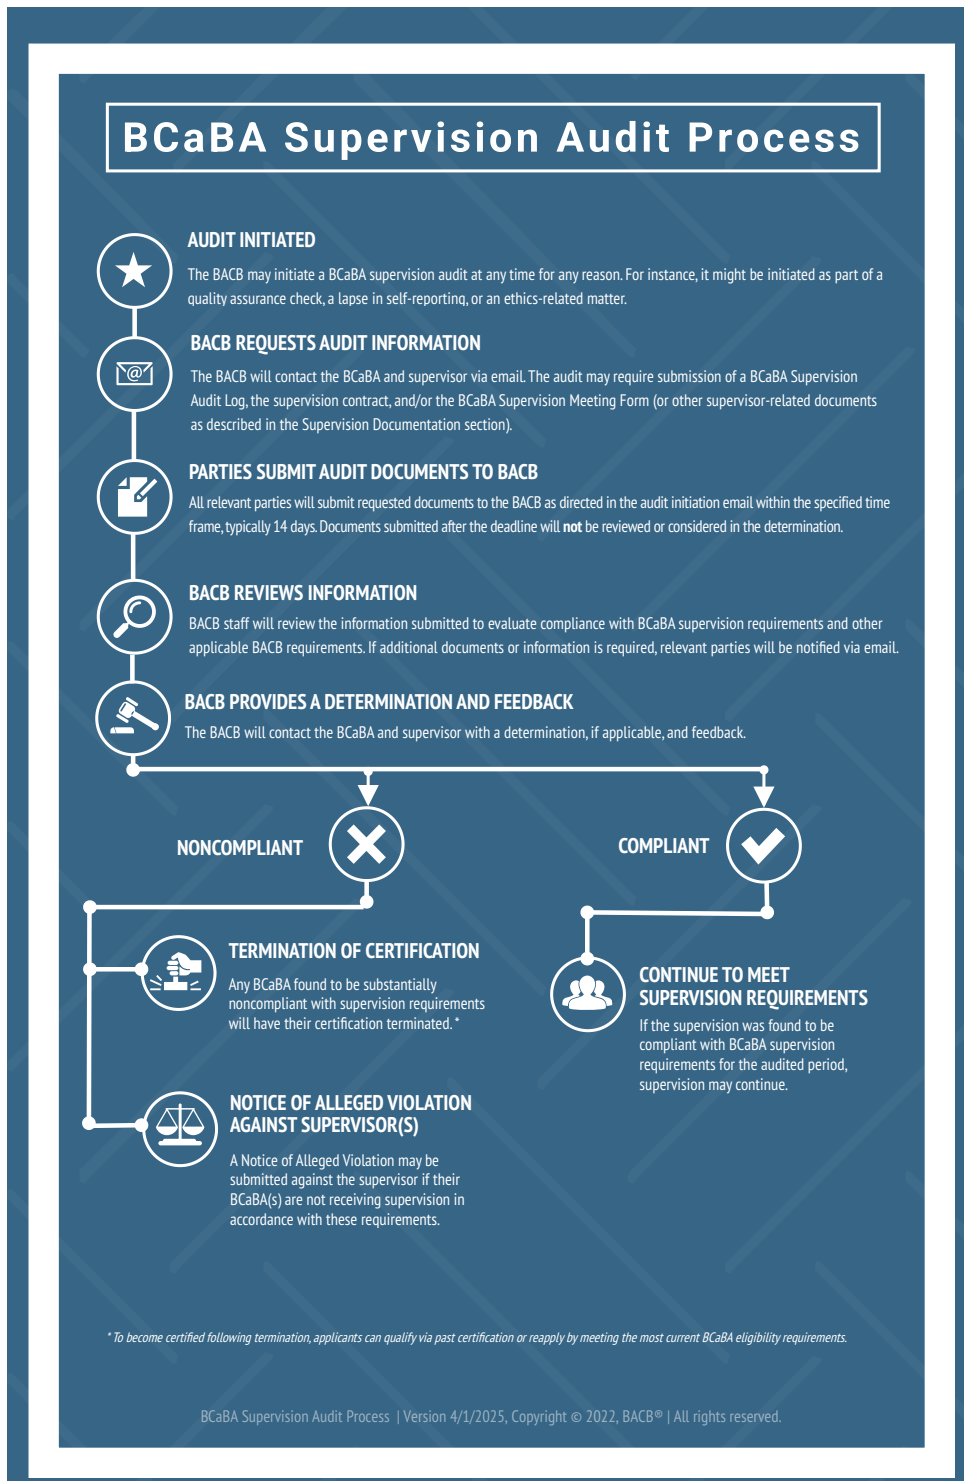 BCaBA Supervision Audit Process
AUDIT INITIATED
The BACB may initiate a BCaBA supervision audit at any time for any reason. For instance, it might be initiated as part of a
quality assurance check, a lapse in self-reporting, or an ethics-related matter.
BACB REQUESTS AUDIT INFORMATION
@
The BACB will contact the BCaBA and supervisor via email. The audit may require submission of a BCaBA Supervision
Audit Log, the supervision contract, and/or the BCaBA Supervision Meeting Form (or other supervisor-related documents
as described in the Supervision Documentation section).
PARTIES SUBMIT AUDIT DOCUMENTS TO BACB
All relevant parties will submit requested documents to the BACB as directed in the audit initiation email within the specified time
frame, typically 14 days. Documents submitted after the deadline will not be reviewed or considered in the determination.
BACB REVIEWS INFORMATION
BACB staff will review the information submitted to evaluate compliance with BCaBA supervision requirements and other
applicable BACB requirements. If additional documents or information is required, relevant parties will be notified via email.
BACB PROVIDES A DETERMINATION AND FEEDBACK
The BACB will contact the BCaBA and supervisor with a determination, if applicable, and feedback.
NONCOMPLIANT
COMPLIANT
TERMINATION OF CERTIFICATION
Any BCaBA found to be substantially
noncompliant with supervision requirements
will have their certification terminated. *
CONTINUE TO MEET
SUPERVISION REQUIREMENTS
If the supervision was found to be
compliant with BCaBA supervision
requirements for the audited period,
supervision may continue.
NOTICE OF ALLEGED VIOLATION
AGAINST SUPERVISOR(S)
A Notice of Alleged Violation may be
submitted against the supervisor if their
BCaBA(s) are not receiving supervision in
accordance with these requirements.
* To become certified following termination, applicants can qualify via past certification or reapply by meeting the most current BCaBA eligibility requirements.
BCaBA Supervision Audit Process | Version 4/1/2025, Copyright © 2022, BACB® | All rights reserved.